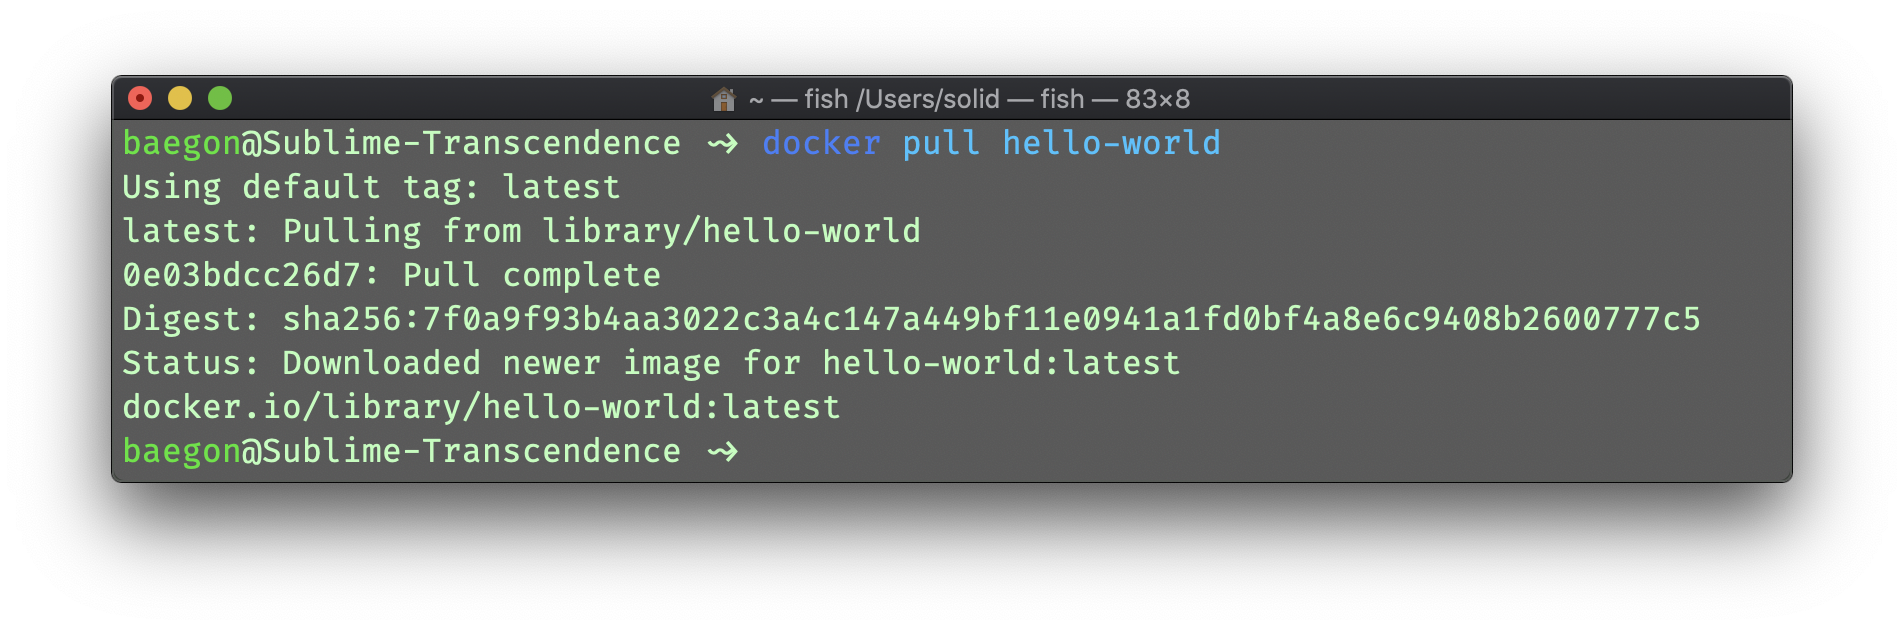 ~ — fish /Users/solid — fish — 83×8
baegon@Sublime-Transcendence ⇝ docker pull hello-world
Using default tag: latest
latest: Pulling from library/hello-world
0e03bdcc26d7: Pull complete
Digest: sha256:7f0a9f93b4aa3022c3a4c147a449bf11e0941a1fd0bf4a8e6c9408b2600777c5
Status: Downloaded newer image for hello-world:latest
docker.io/library/hello-world:latest
baegon@Sublime-Transcendence ⇝